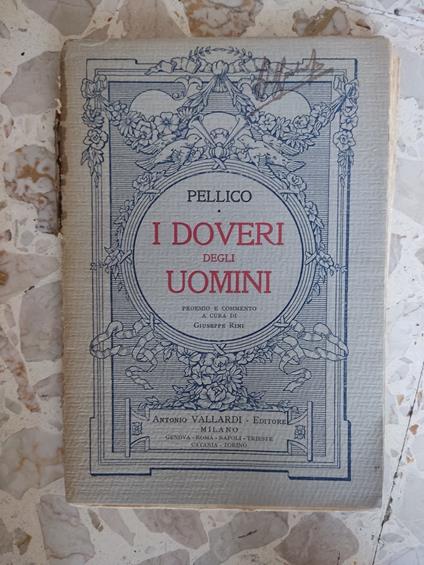 PELLICO
I DOVERI
DEGLI
UOMINI
PROEMIO E COMMENTO
A CURA DI
GIUSEPPE RINI
ANTONIO VALLARDI - EDITORE
MILANO
GENOVA - ROMA - NAPOLI - TRIESTE
CATANIA - TORINO